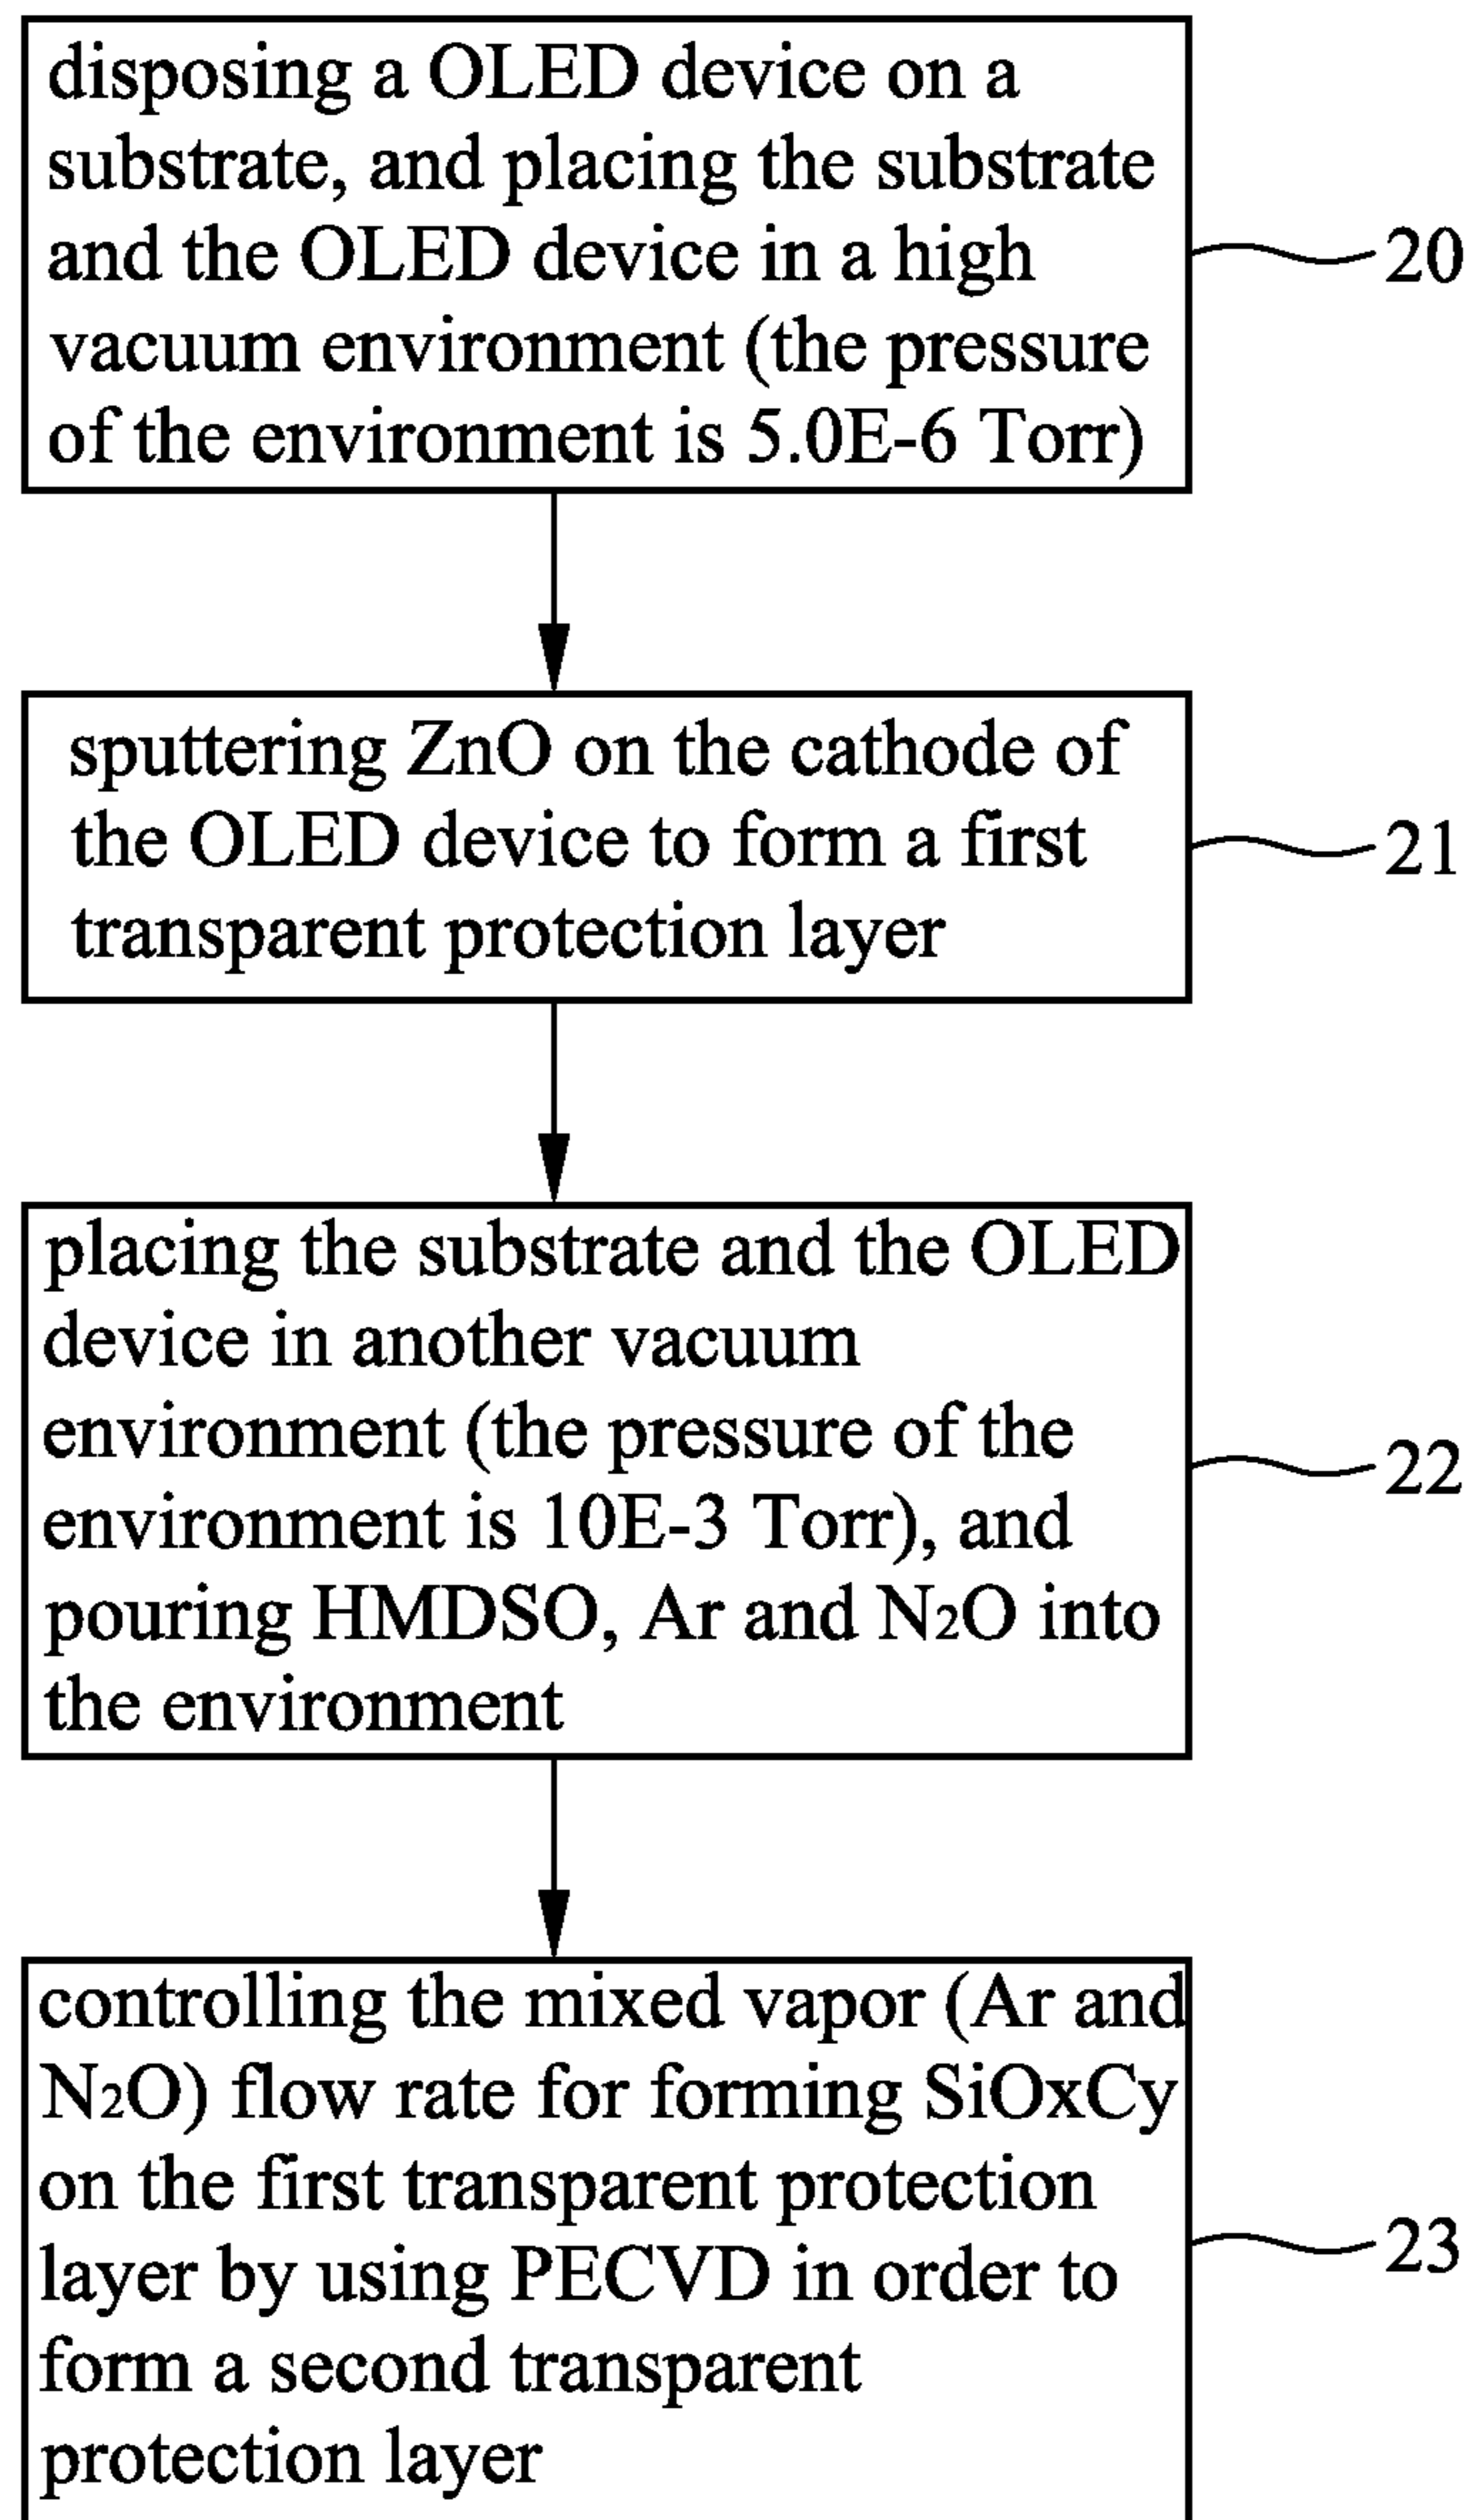 disposing a OLED device on a
substrate, and placing the substrate
and the OLED device in a high
vacuum environment (the pressure
of the environment is 5.0E-6 Torr)
20
sputtering ZnO on the cathode of
the OLED device to form a first
transparent protection layer
21
placing the substrate and the OLED
device in another vacuum
environment (the pressure of the
environment is 10E-3 Torr), and
pouring HMDSO, Ar and N2O into
the environment
22
controlling the mixed vapor (Ar and
N2O) flow rate for forming SiOxCy
on the first transparent protection
layer by using PECVD in order to
form a second transparent
protection layer
23